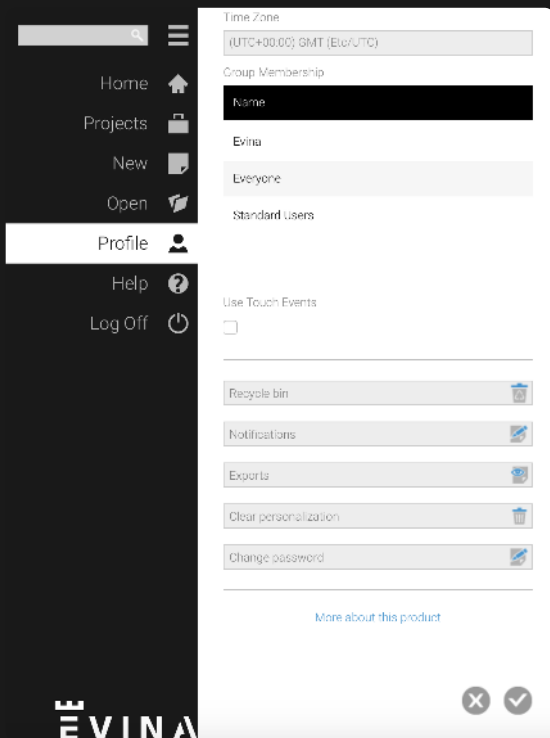 Home
Projects
New
Open
Profile
Help
Log Off
EVINA
Time Zone
(UTC+00:00) GMT (Etc/UTC)
Group Membership
Name
Evina
Everyone
Standard Users
Use Touch Events
Recycle bin
Notifications
Exports
Clear personalization
Change password
More about this product